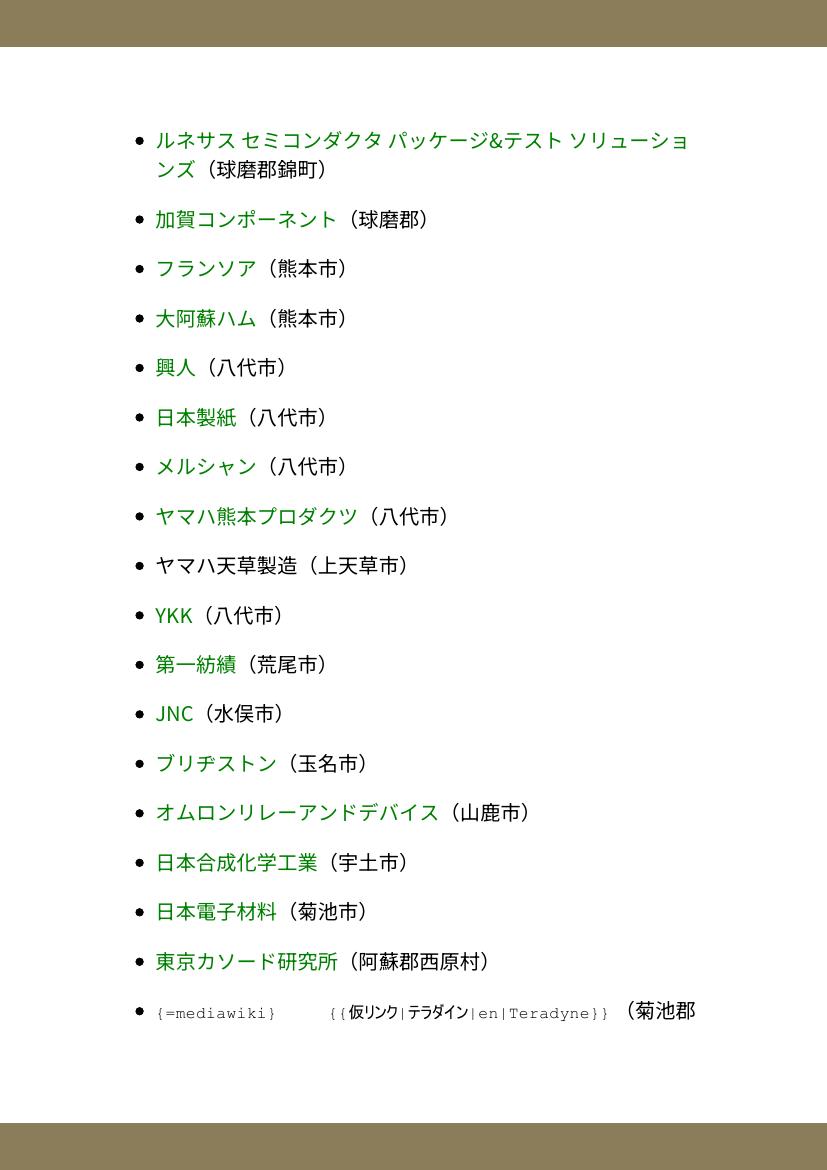 • ルネサス セミコンダクタ パッケージ&テスト ソリューショ
ンズ（球磨郡錦町）
• 加賀コンポーネント（球磨郡）
• フランソア（熊本市）
• 大阿蘇ハム（熊本市）
• 興人（八代市）
• 日本製紙（八代市）
• メルシャン（八代市）
• ヤマハ熊本プロダクツ（八代市）
• ヤマハ天草製造（上天草市）
• YKK（八代市）
• 第一紡績（荒尾市）
• JNC（水俣市）
• ブリヂストン（玉名市）
• オムロンリレーアンドデバイス（山鹿市）
• 日本合成化学工業（宇土市）
• 日本電子材料（菊池市）
• 東京カソード研究所（阿蘇郡西原村）
• {=mediawiki} {{仮リンク|テラダイン|en|Teradyne}} （菊池郡